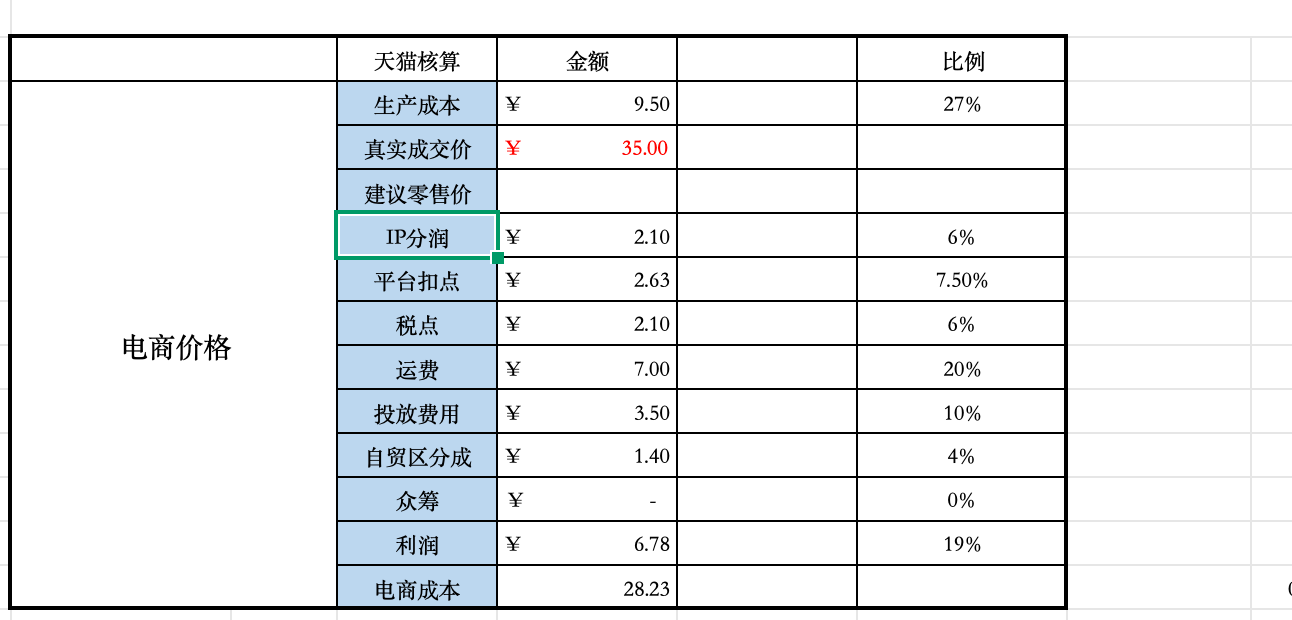 天猫核算 金额 比例
生产成本 ¥ 9.50 27%
真实成交价 ¥ 35.00
建议零售价
IP分润 ¥ 2.10 6%
平台扣点 ¥ 2.63 7.50%
税点 ¥ 2.10 6%
电商价格
运费 ¥ 7.00 20%
投放费用 ¥ 3.50 10%
自贸区分成 ¥ 1.40 4%
众筹 ¥ - 0%
利润 ¥ 6.78 19%
电商成本 28.23